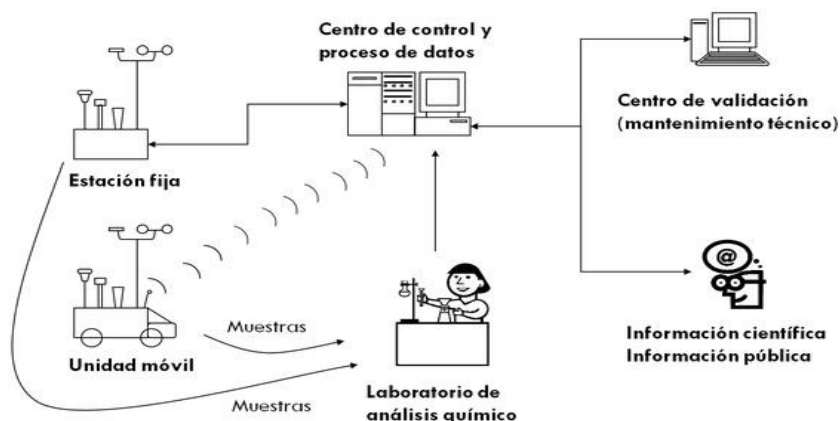 Centro de control y
proceso de datos
Centro de validación
(mantenimiento técnico)
Estación fija
@
Muestras
Unidad móvil
Información científica
Información pública
Laboratorio de
análisis químico
Muestras